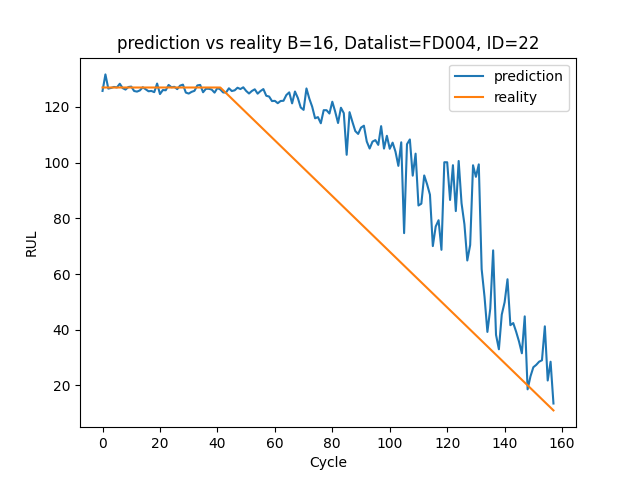 prediction vs reality B=16, Datalist=FD004, ID=22
prediction
reality
RUL
120
100
80
60
40
20
0 20 40 60 80 100 120 140 160
Cycle